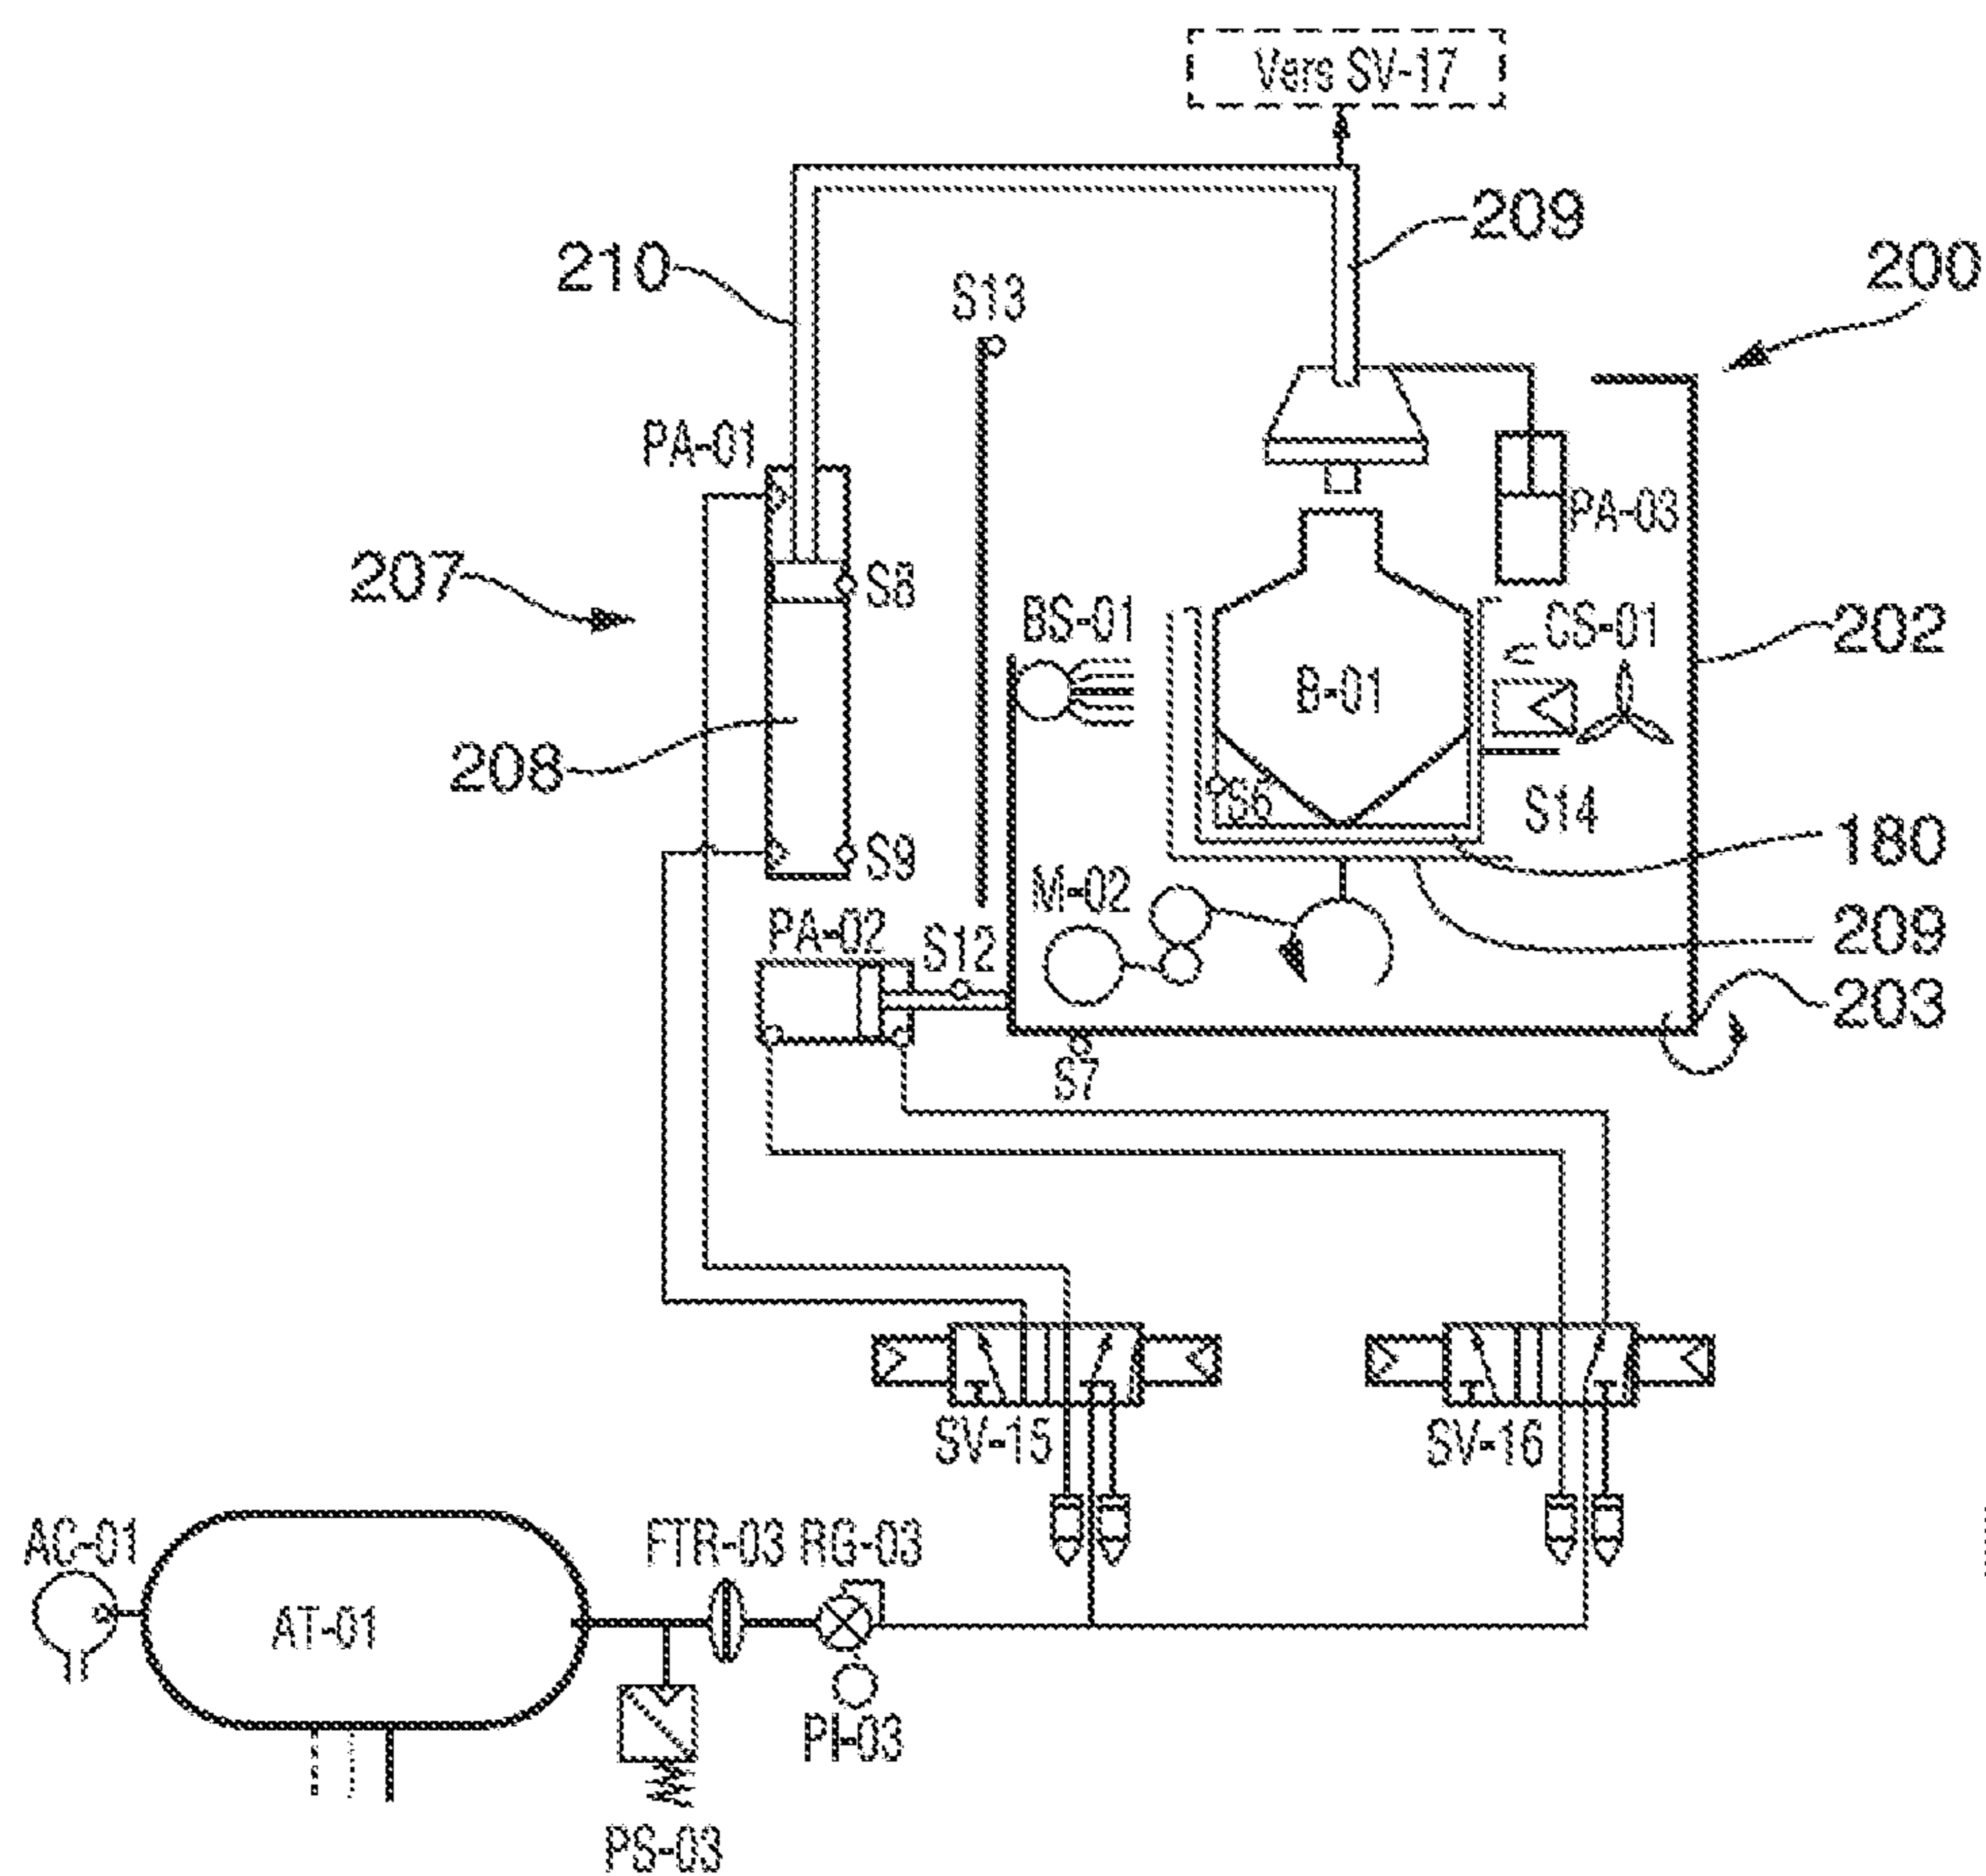 Vers SV-17
209
210
200
S13
PA-01
PA-03
207
S8
BS-01
CS-01
202
B-01
208
S14
S9
180
M-02
PA-02
S12
209
203
S7
SV-15
SV-16
AC-01
FTR-03
RG-03
AT-01
PI-03
PS-03